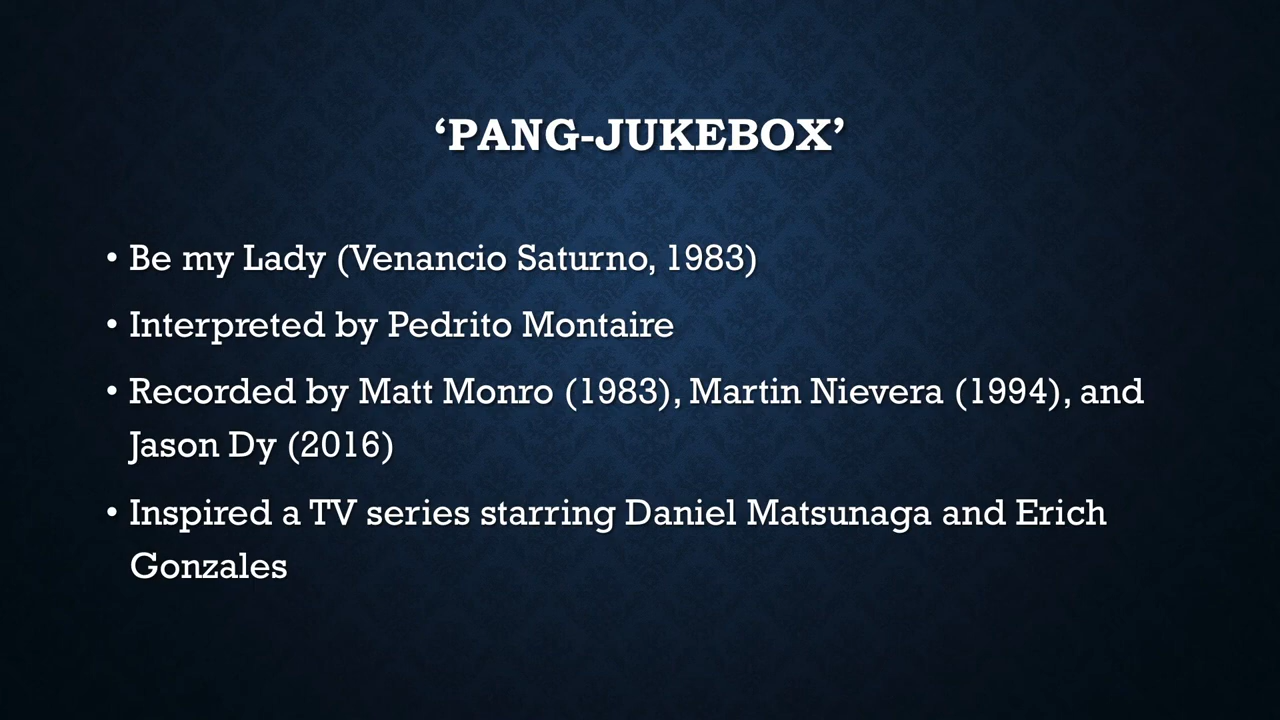 ‘PANG-JUKEBOX’
• Be my Lady (Venancio Saturno, 1983)
• Interpreted by Pedrito Montaire
• Recorded by Matt Monro (1983), Martin Nievera (1994), and
Jason Dy (2016)
• Inspired a TV series starring Daniel Matsunaga and Erich
Gonzales